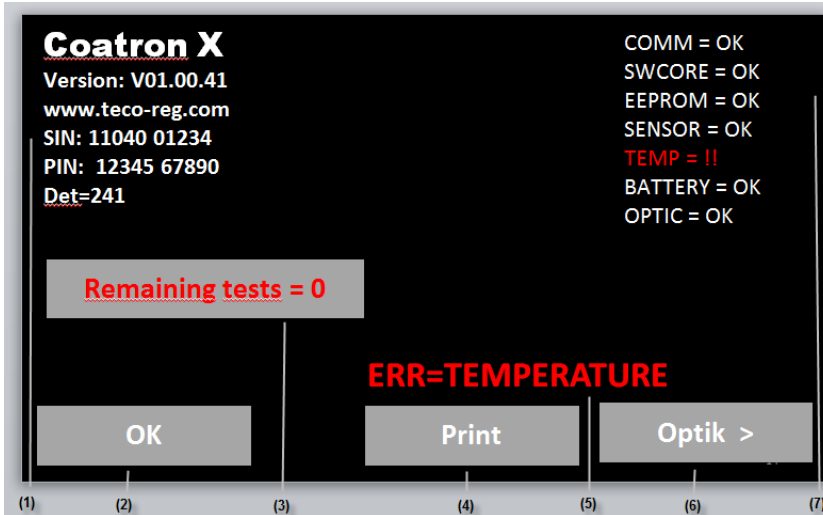 Coatron X
Version: V01.00.41
www.teco-reg.com
SIN: 11040 01234
PIN: 12345 67890
Det=241
COMM = OK
SWCORE = OK
EEPROM = OK
SENSOR = OK
TEMP = !!
BATTERY = OK
OPTIC = OK
Remaining tests = 0
ERR=TEMPERATURE
OK
Print
Optik >
(1)
(2)
(3)
(4)
(5)
(6)
(7)